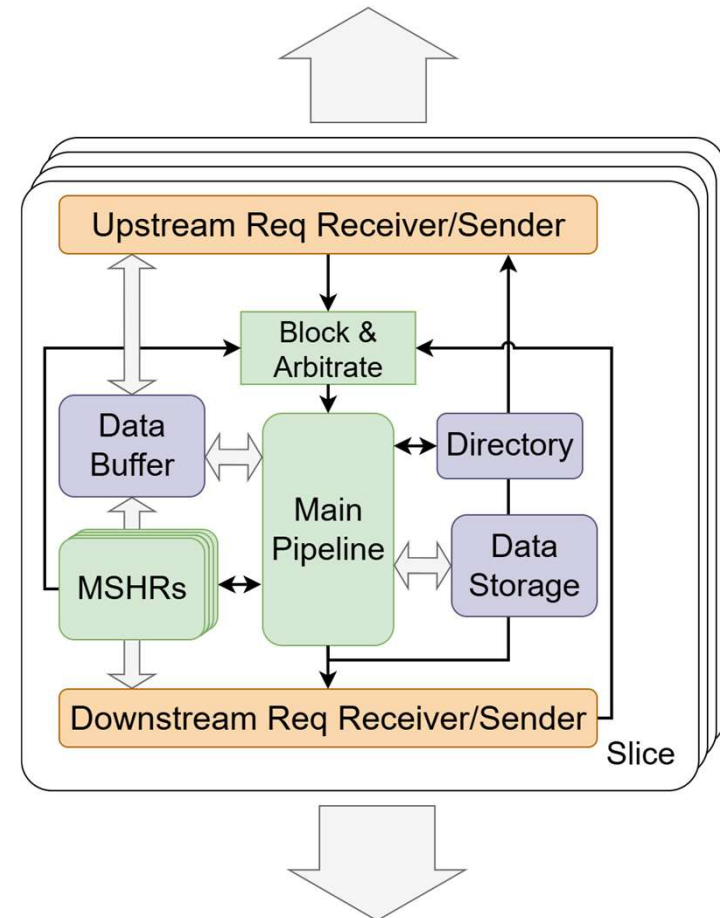 Upstream Req Receiver/Sender
Block &
Arbitrate
Data
Buffer
Directory
Main
Pipeline
Data
Storage
MSHRs
Downstream Req Receiver/Sender
Slice